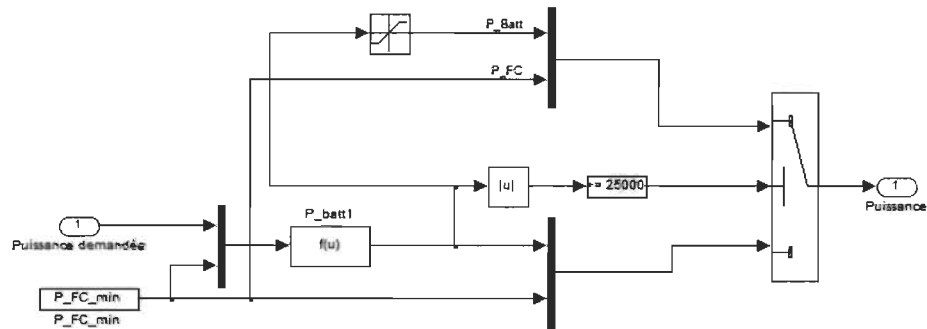 P_Batt
P_FC
|u|
>= 25000
1
Puissance
1
Puissance demandée
P_batt1
f(u)
P_FC_min
P_FC_min